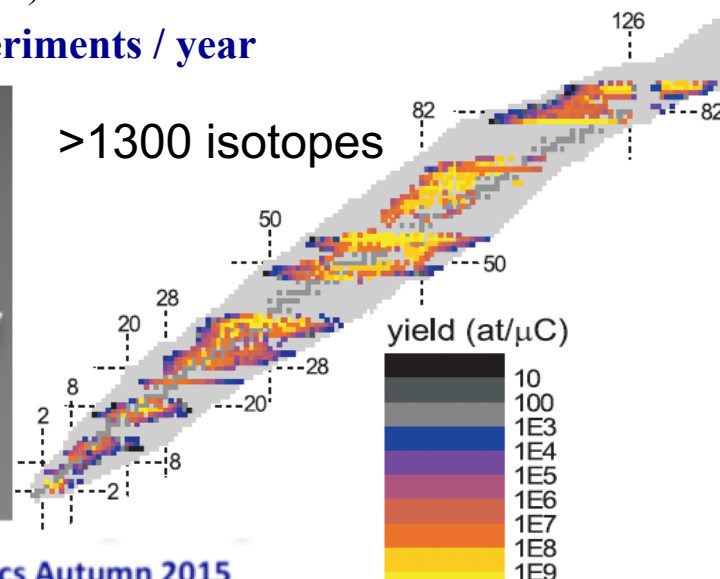 eriments / year
>1300 isotopes
126
82
82
50
50
28
28
20
20
8
8
2
2
yield (at/μC)
10
100
1E3
1E4
1E5
1E6
1E7
1E8
1E9
cs Autumn 2015